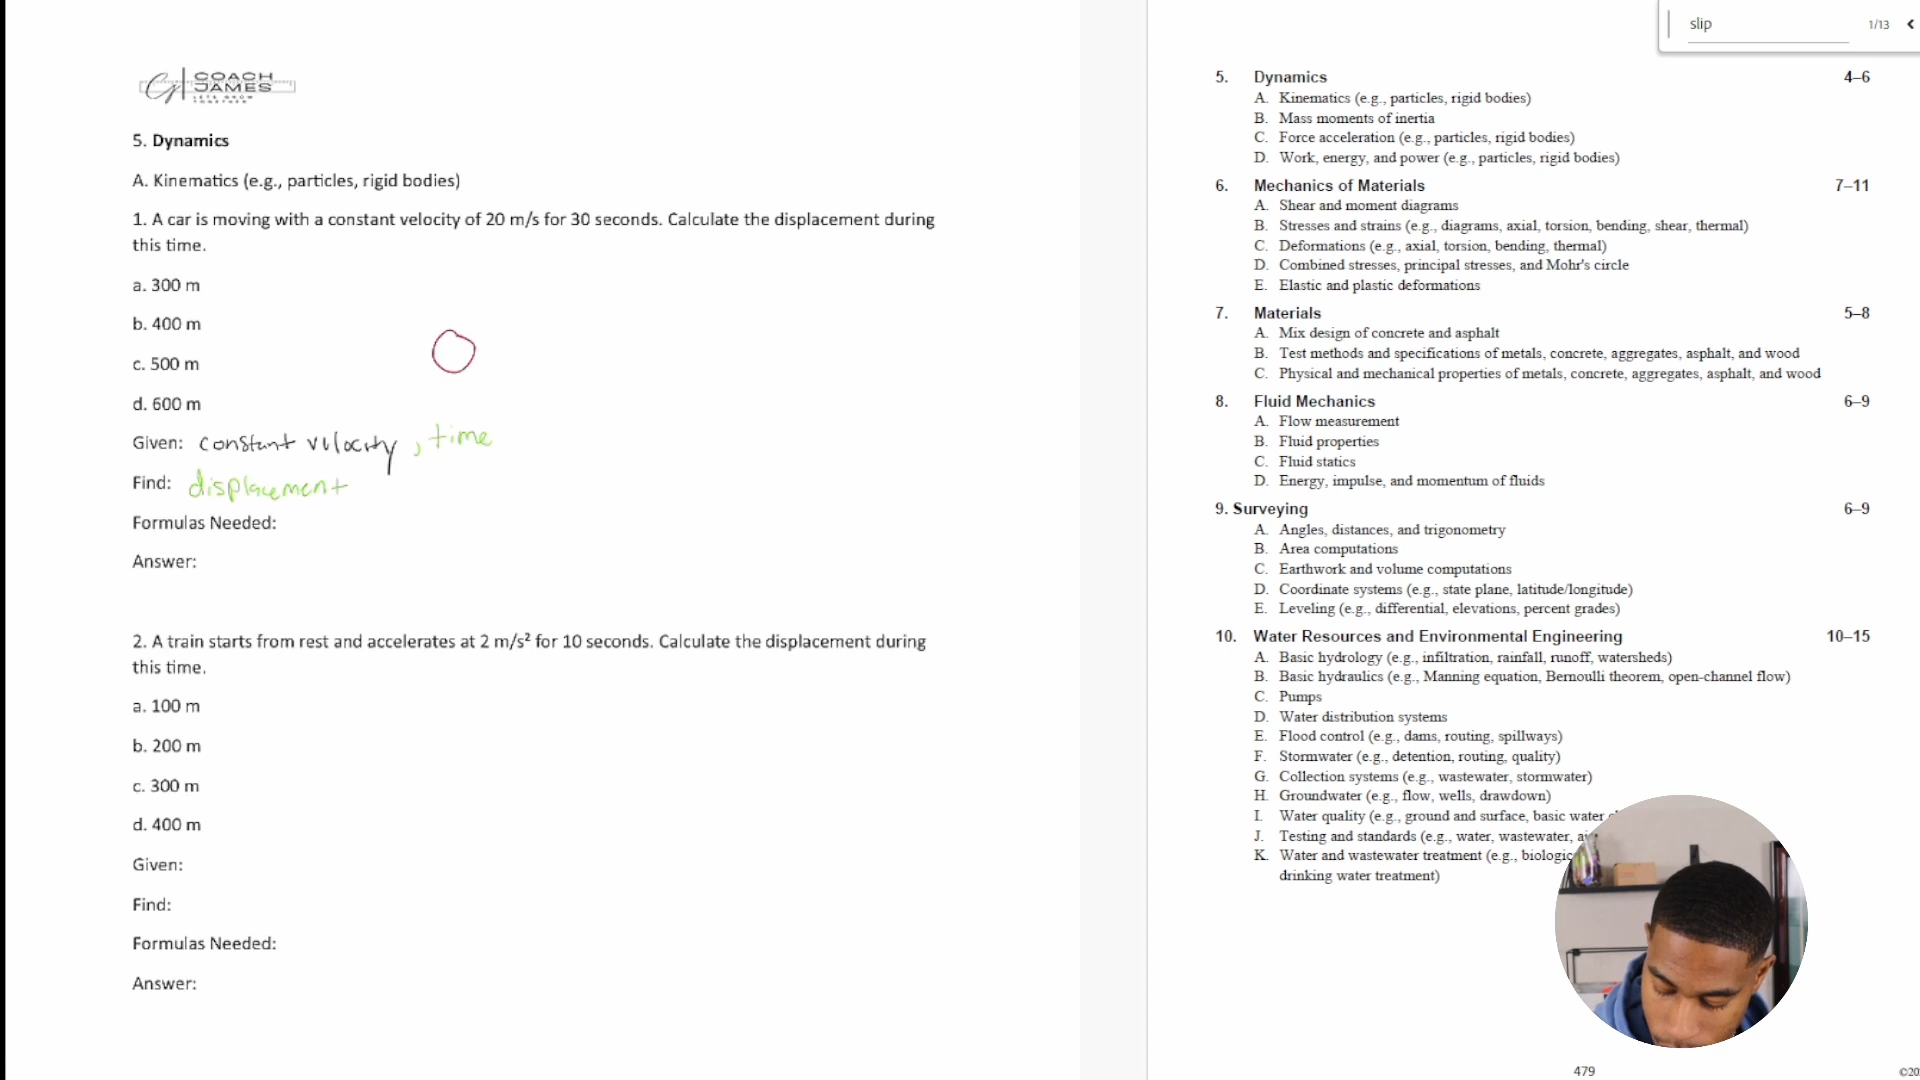 COACH
JAMES
LETS GROW
TOGETHER
5. Dynamics
A. Kinematics (e.g., particles, rigid bodies)
1. A car is moving with a constant velocity of 20 m/s for 30 seconds. Calculate the displacement during
this time.
a. 300 m
b. 400 m
c. 500 m
d. 600 m
Given: constant velocity, time
Find: displacement
Formulas Needed:
Answer:
2. A train starts from rest and accelerates at 2 m/s² for 10 seconds. Calculate the displacement during
this time.
a. 100 m
b. 200 m
c. 300 m
d. 400 m
Given:
Find:
Formulas Needed:
Answer:
slip 1/13
5. Dynamics 4–6
A. Kinematics (e.g., particles, rigid bodies)
B. Mass moments of inertia
C. Force acceleration (e.g., particles, rigid bodies)
D. Work, energy, and power (e.g., particles, rigid bodies)
6. Mechanics of Materials 7–11
A. Shear and moment diagrams
B. Stresses and strains (e.g., diagrams, axial, torsion, bending, shear, thermal)
C. Deformations (e.g., axial, torsion, bending, thermal)
D. Combined stresses, principal stresses, and Mohr's circle
E. Elastic and plastic deformations
7. Materials 5–8
A. Mix design of concrete and asphalt
B. Test methods and specifications of metals, concrete, aggregates, asphalt, and wood
C. Physical and mechanical properties of metals, concrete, aggregates, asphalt, and wood
8. Fluid Mechanics 6–9
A. Flow measurement
B. Fluid properties
C. Fluid statics
D. Energy, impulse, and momentum of fluids
9. Surveying 6–9
A. Angles, distances, and trigonometry
B. Area computations
C. Earthwork and volume computations
D. Coordinate systems (e.g., state plane, latitude/longitude)
E. Leveling (e.g., differential, elevations, percent grades)
10. Water Resources and Environmental Engineering 10–15
A. Basic hydrology (e.g., infiltration, rainfall, runoff, watersheds)
B. Basic hydraulics (e.g., Manning equation, Bernoulli theorem, open-channel flow)
C. Pumps
D. Water distribution systems
E. Flood control (e.g., dams, routing, spillways)
F. Stormwater (e.g., detention, routing, quality)
G. Collection systems (e.g., wastewater, stormwater)
H. Groundwater (e.g., flow, wells, drawdown)
I. Water quality (e.g., ground and surface, basic water
J. Testing and standards (e.g., water, wastewater,
K. Water and wastewater treatment (e.g.,
drinking water treatment)
479 ©20